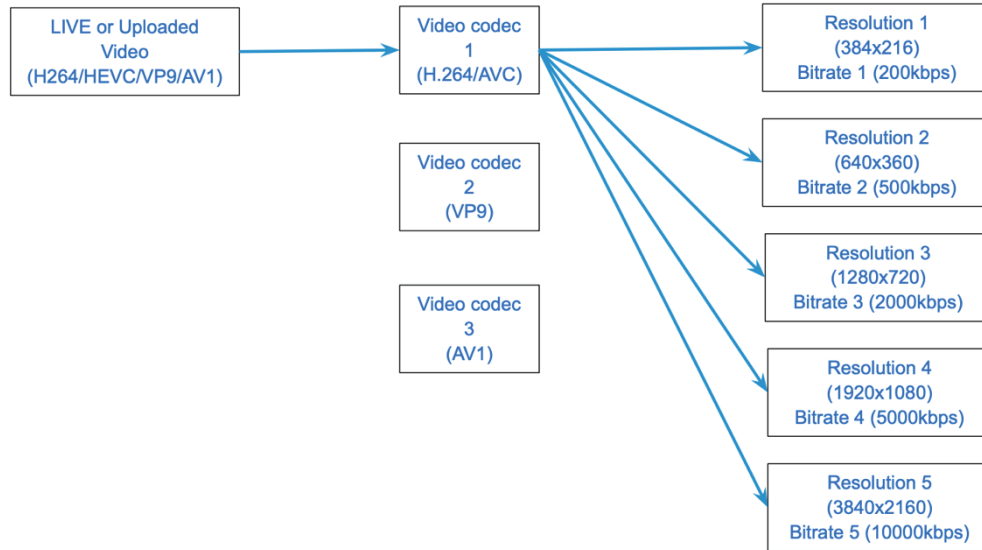 LIVE or Uploaded
Video
(H264/HEVC/VP9/AV1)
Video codec
1
(H.264/AVC)
Video codec
2
(VP9)
Video codec
3
(AV1)
Resolution 1
(384x216)
Bitrate 1 (200kbps)
Resolution 2
(640x360)
Bitrate 2 (500kbps)
Resolution 3
(1280x720)
Bitrate 3 (2000kbps)
Resolution 4
(1920x1080)
Bitrate 4 (5000kbps)
Resolution 5
(3840x2160)
Bitrate 5 (10000kbps)